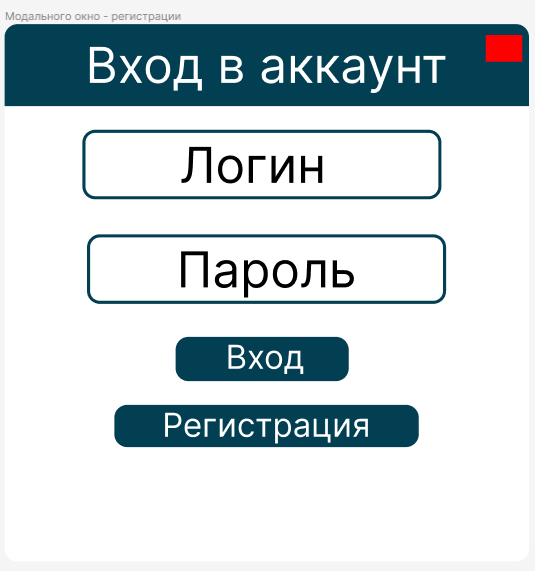 Модального окно - регистрации
Вход в аккаунт
Логин
Пароль
Вход
Регистрация